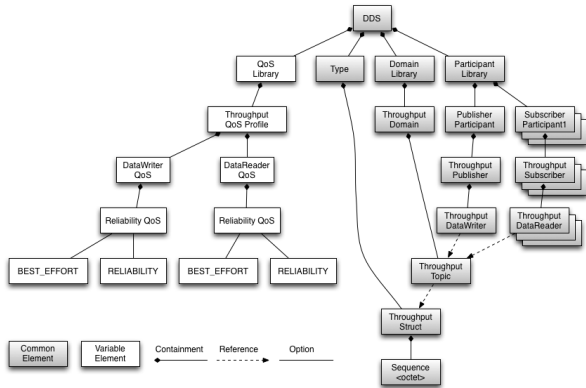 DDS
QoS
Library
Type
Domain
Library
Participant
Library
Throughput
QoS Profile
Throughput
Domain
Publisher
Participant
Subscriber
Participant1
DataWriter
QoS
DataReader
QoS
Throughput
Publisher
Throughput
Subscriber
Reliability QoS
Reliability QoS
Throughput
DataWriter
Throughput
DataReader
BEST_EFFORT
RELIABILITY
BEST_EFFORT
RELIABILITY
Throughput
Topic
Throughput
Struct
Common
Element
Variable
Element
Containment
Reference
Option
Sequence
<octet>